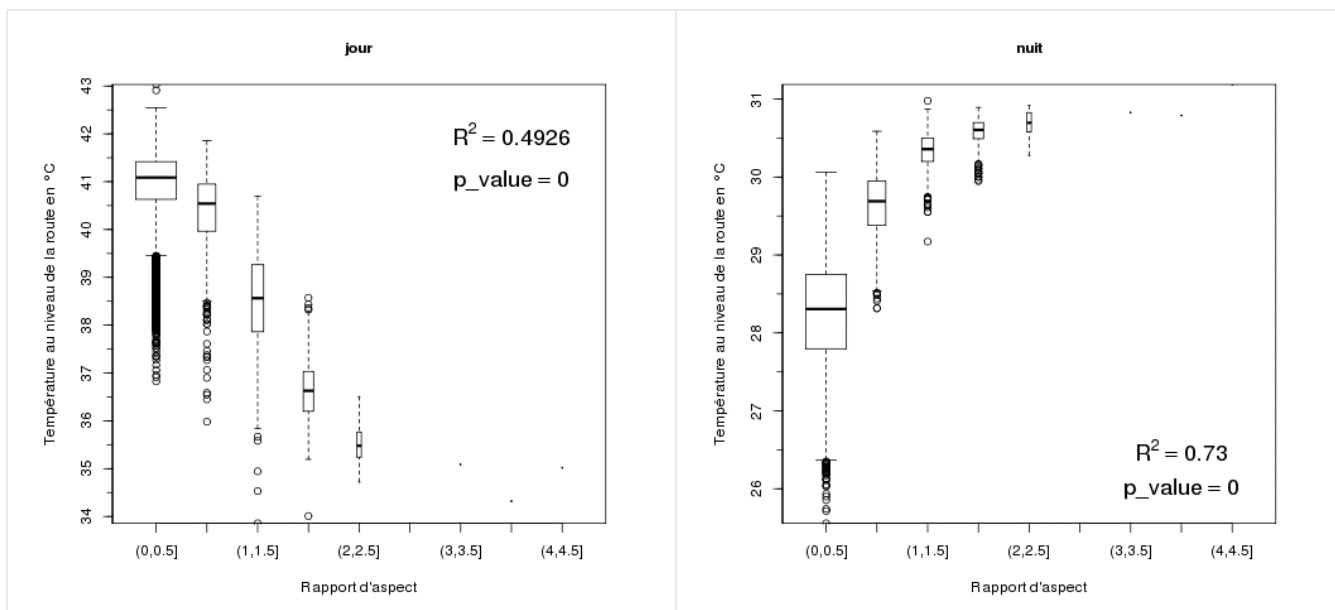 jour
43
42
41
40
39
38
37
36
35
34
Température au niveau de la route en °C
R² = 0.4926
p_value = 0
(0,0.5]
(1,1.5]
(2,2.5]
(3,3.5]
(4,4.5]
Rapport d'aspect
nuit
31
30
29
28
27
26
Température au niveau de la route en °C
R² = 0.73
p_value = 0
(0,0.5]
(1,1.5]
(2,2.5]
(3,3.5]
(4,4.5]
Rapport d'aspect